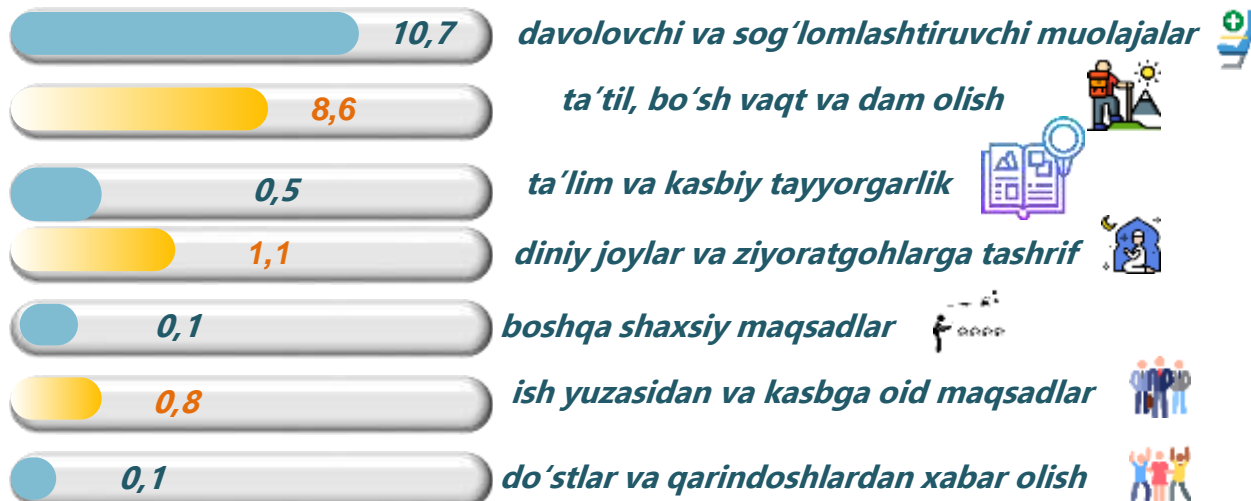 10,7 davolovchi va sog‘lomlashtiruvchi muolajalar
8,6 ta’til, bo‘sh vaqt va dam olish
0,5 ta’lim va kasbiy tayyorgarlik
1,1 diniy joylar va ziyoratgohlarga tashrif
0,1 boshqa shaxsiy maqsadlar
0,8 ish yuzasidan va kasbga oid maqsadlar
0,1 do‘stlar va qarindoshlardan xabar olish